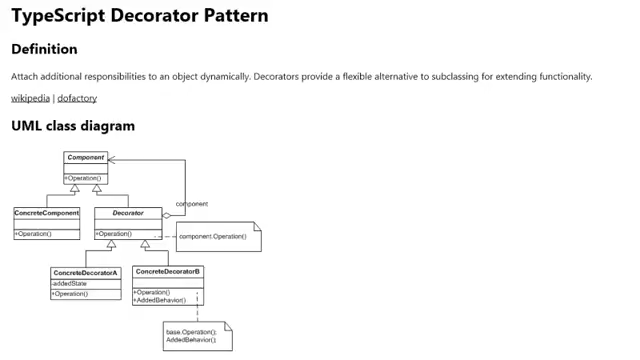 TypeScript Decorator Pattern
Definition
Attach additional responsibilities to an object dynamically. Decorators provide a flexible alternative to subclassing for extending functionality.
wikipedia | dofactory
UML class diagram
Component
+Operation()
component
ConcreteComponent
+Operation()
Decorator
+Operation()
component.Operation()
ConcreteDecoratorA
-addedState
+Operation()
ConcreteDecoratorB
+Operation()
+AddedBehavior()
base.Operation();
AddedBehavior();